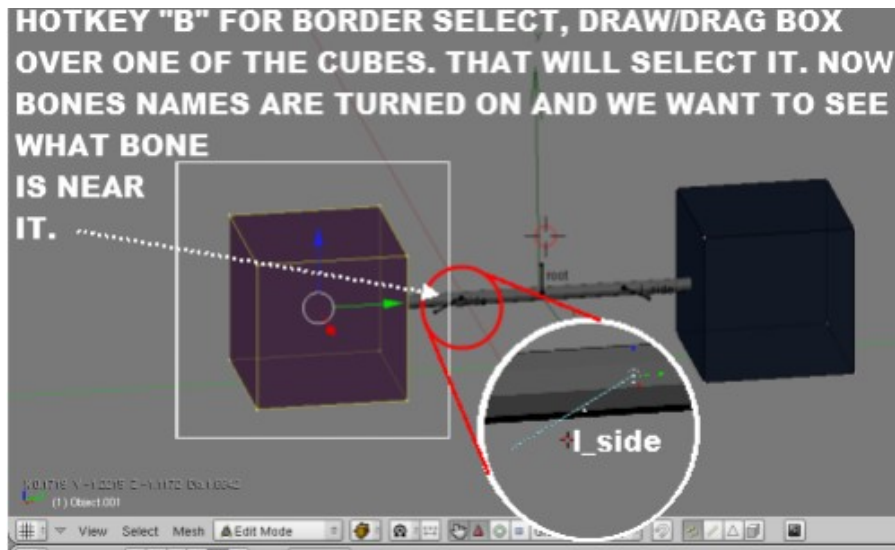 HOTKEY "B" FOR BORDER SELECT, DRAW/DRAG BOX
OVER ONE OF THE CUBES. THAT WILL SELECT IT. NOW
BONES NAMES ARE TURNED ON AND WE WANT TO SEE
WHAT BONE
IS NEAR
IT.
root
l_side
(1) Object.001
View Select Mesh Edit Mode